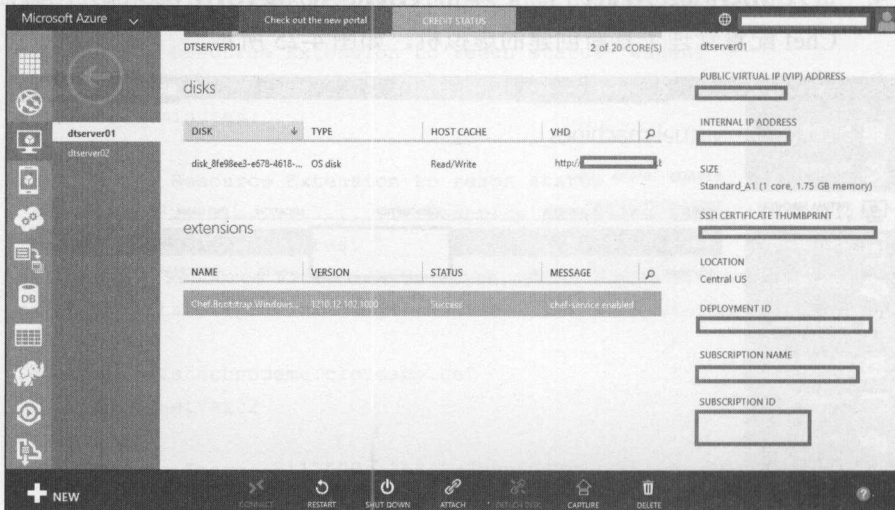 Microsoft Azure
Check out the new portal
CREDIT STATUS
DTSERVER01
2 of 20 CORE(S)
dtserver01
dtserver02
DB
disks
DISK TYPE HOST CACHE VHD
disk_8fe98ee3-e678-4618-... OS disk Read/Write http://
extensions
NAME VERSION STATUS MESSAGE
Chef.Bootstrap.Windows... 1210.12.102.1000 Success chef-service enabled
dtserver01
PUBLIC VIRTUAL IP (VIP) ADDRESS
INTERNAL IP ADDRESS
SIZE
Standard_A1 (1 core, 1.75 GB memory)
SSH CERTIFICATE THUMBPRINT
LOCATION
Central US
DEPLOYMENT ID
SUBSCRIPTION NAME
SUBSCRIPTION ID
NEW
CONNECT
RESTART
SHUT DOWN
ATTACH
DETACH DISK
CAPTURE
DELETE
?